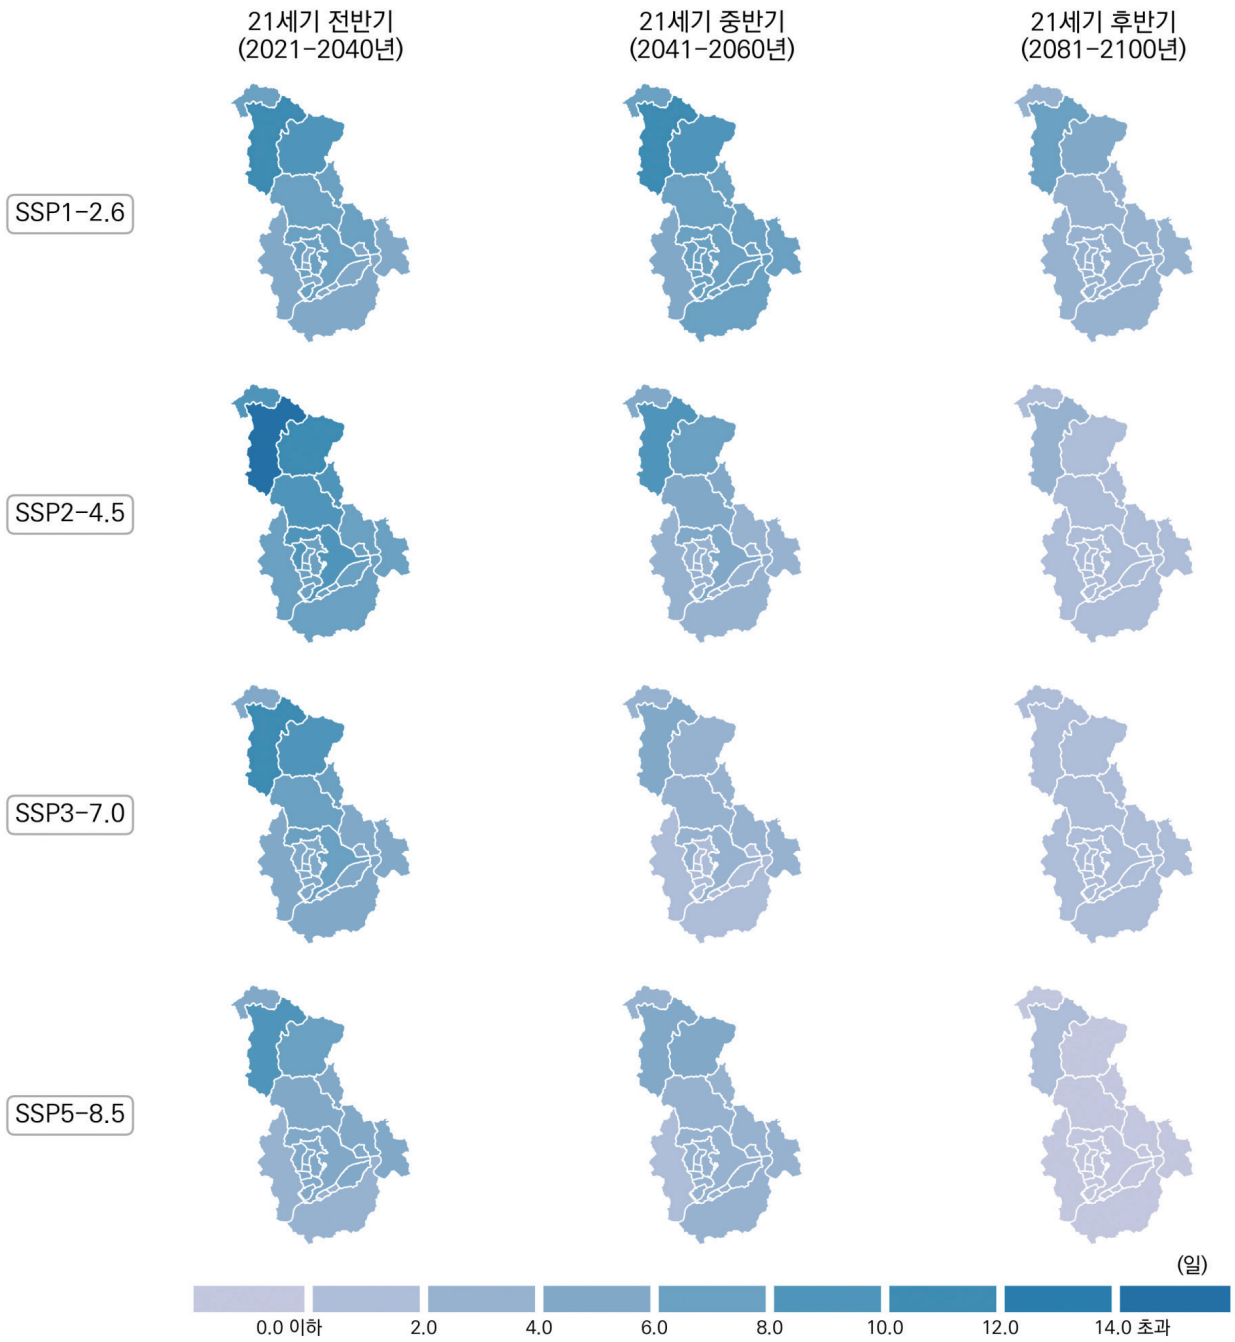 21세기 전반기
(2021-2040년)
21세기 중반기
(2041-2060년)
21세기 후반기
(2081-2100년)
SSP1-2.6
SSP2-4.5
SSP3-7.0
SSP5-8.5
(일)
0.0 이하 2.0 4.0 6.0 8.0 10.0 12.0 14.0 초과